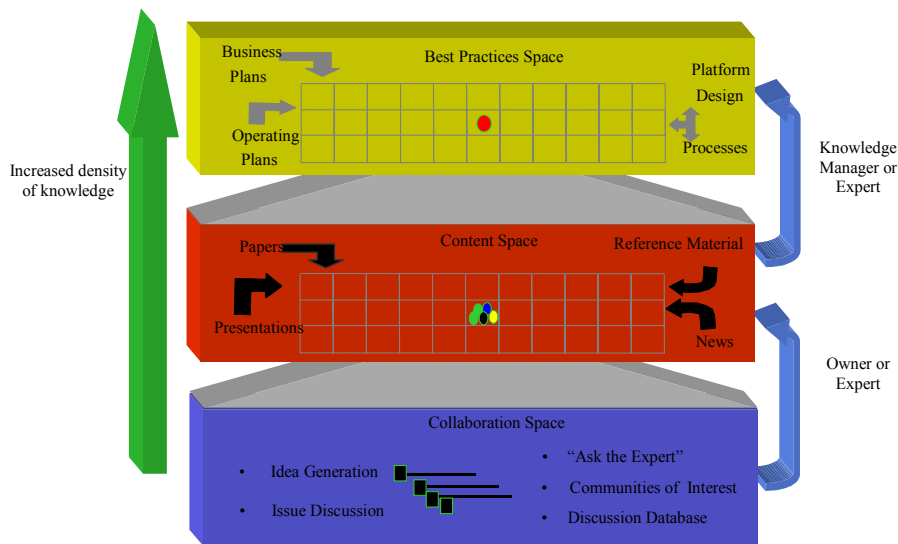 Increased density
of knowledge
Best Practices Space
Business
Plans
Operating
Plans
Platform
Design
Processes
Knowledge
Manager or
Expert
Content Space
Papers
Presentations
Reference Material
News
Owner or
Expert
Collaboration Space
• Idea Generation
• Issue Discussion
• “Ask the Expert”
• Communities of Interest
• Discussion Database